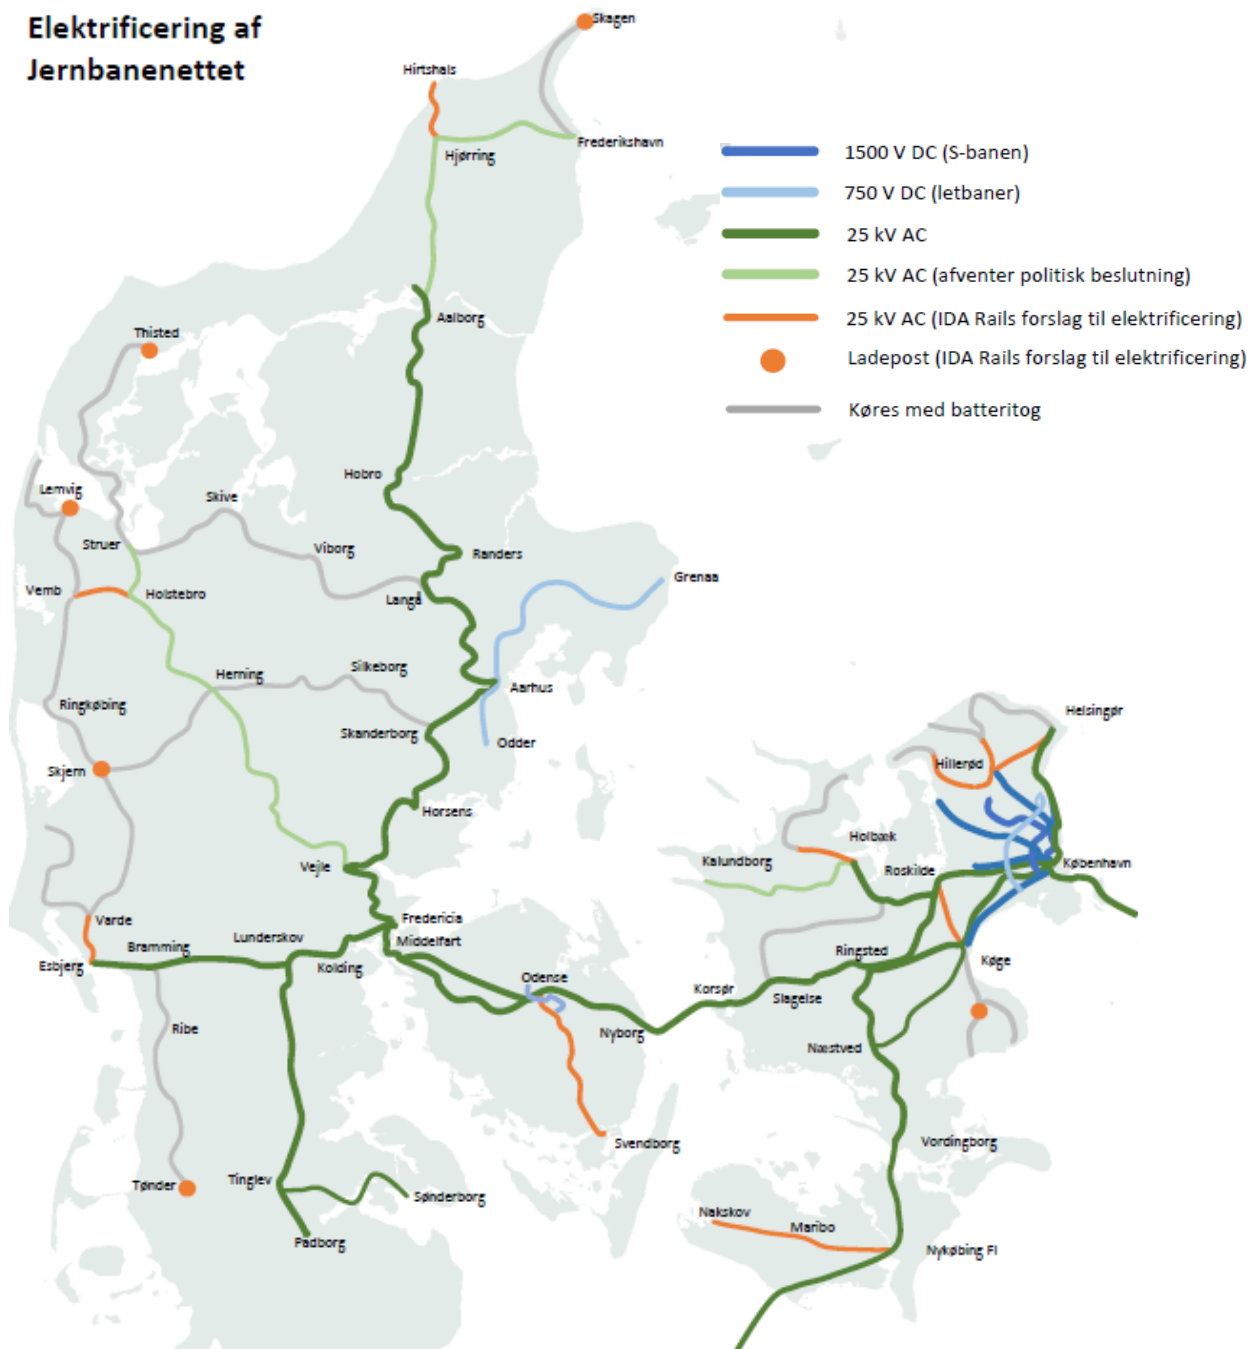 Elektrificering af
Jernbanenettet
Skagen
Hirtshals
Frederikshavn
Hjørring
1500 V DC (S-banen)
750 V DC (letbaner)
25 kV AC
25 kV AC (afventer politisk beslutning)
25 kV AC (IDA Rails forslag til elektrificering)
Ladepost (IDA Rails forslag til elektrificering)
Køres med batteritog
Aalborg
Thisted
Hobro
Lemvig
Skive
Struer
Viborg
Randers
Grenaa
Vemb
Holstebro
Langå
Herning
Silkeborg
Aarhus
Ringkøbing
Skanderborg
Odder
Helsingør
Skjern
Hillerød
Horsens
Holbæk
Vejle
Kalundborg
Roskilde
København
Varde
Fredericia
Lunderskov
Middelfart
Bramming
Esbjerg
Kolding
Odense
Ringsted
Køge
Korsør
Slagelse
Ribe
Nyborg
Næstved
Svendborg
Vordingborg
Tønder
Tinglev
Sønderborg
Nakskov
Maribo
Padborg
Nykøbing Fl